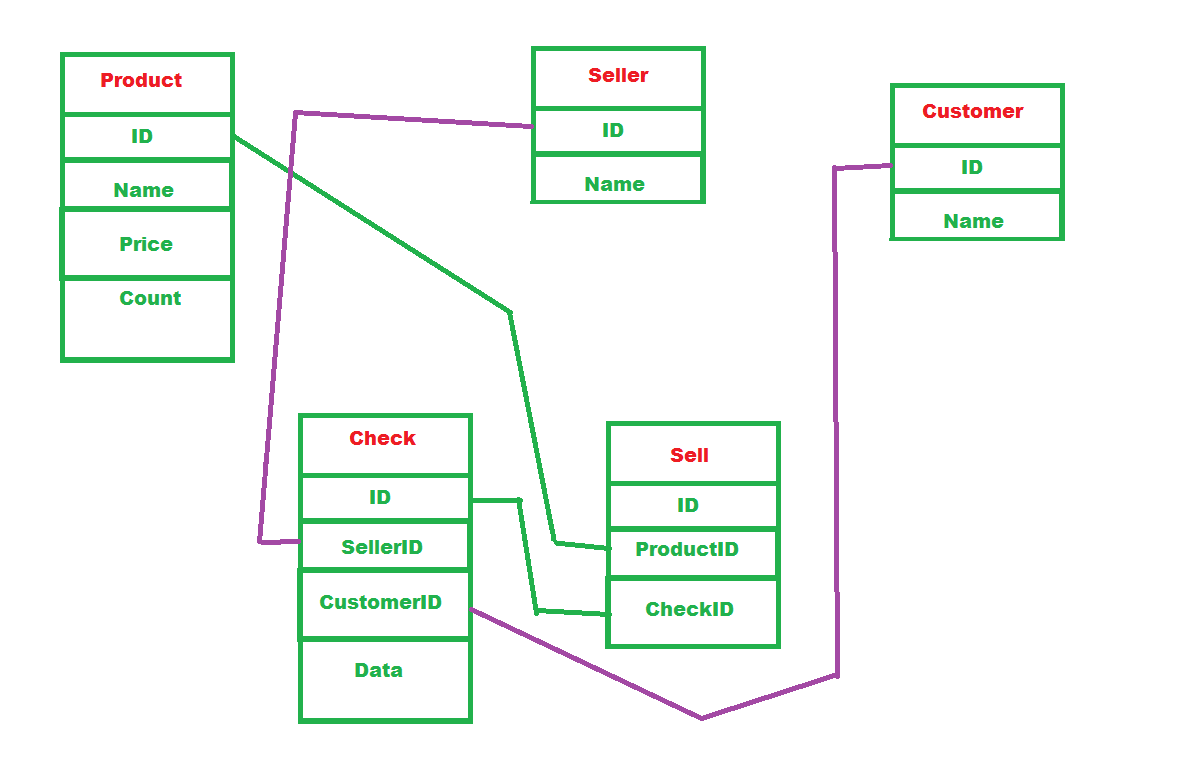 Product
ID
Name
Price
Count
Seller
ID
Name
Customer
ID
Name
Check
ID
SellerID
CustomerID
Data
Sell
ID
ProductID
CheckID